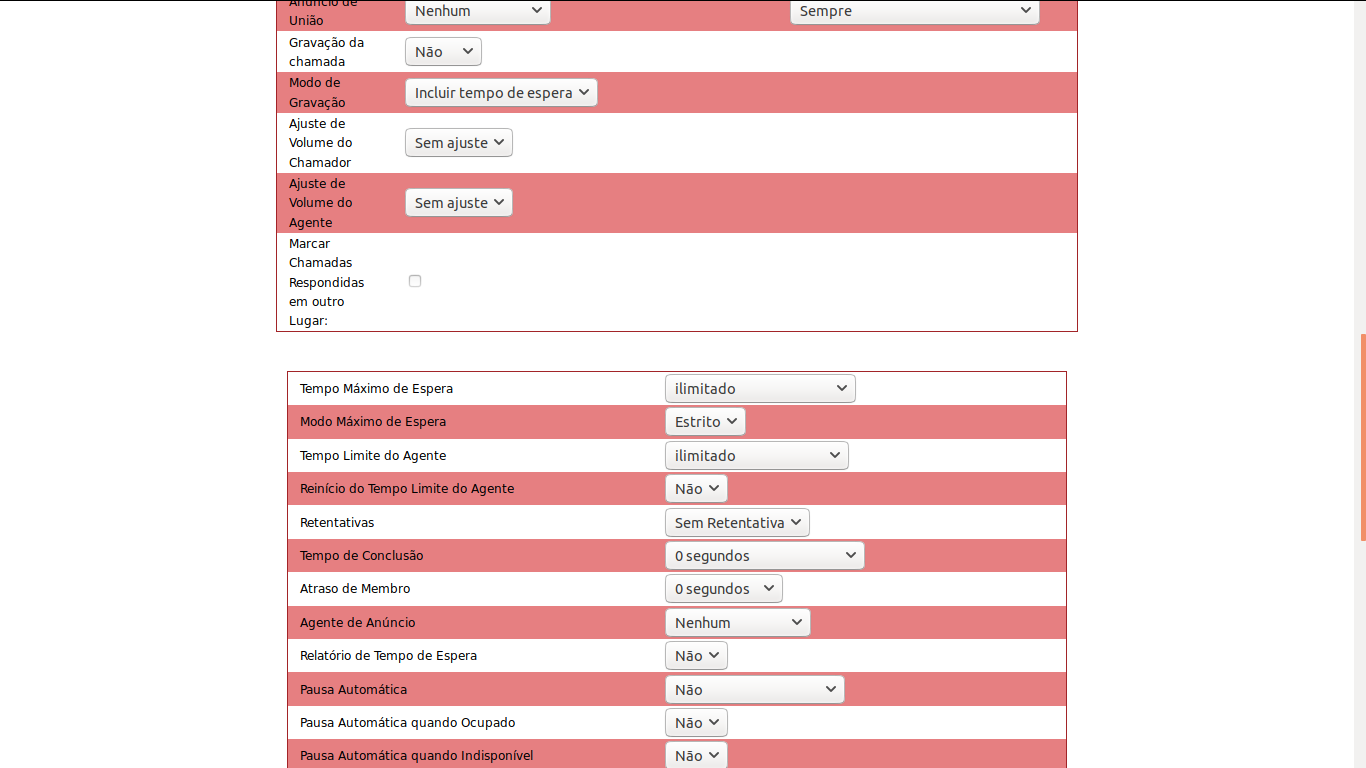 Anúncio de
União
Nenhum
Sempre
Gravação da
chamada
Não
Modo de
Gravação
Incluir tempo de espera
Ajuste de
Volume do
Chamador
Sem ajuste
Ajuste de
Volume do
Agente
Sem ajuste
Marcar
Chamadas
Respondidas
em outro
Lugar:
Tempo Máximo de Espera
ilimitado
Modo Máximo de Espera
Estrito
Tempo Limite do Agente
ilimitado
Reinício do Tempo Limite do Agente
Não
Retentativas
Sem Retentativa
Tempo de Conclusão
0 segundos
Atraso de Membro
0 segundos
Agente de Anúncio
Nenhum
Relatório de Tempo de Espera
Não
Pausa Automática
Não
Pausa Automática quando Ocupado
Não
Pausa Automática quando Indisponível
Não